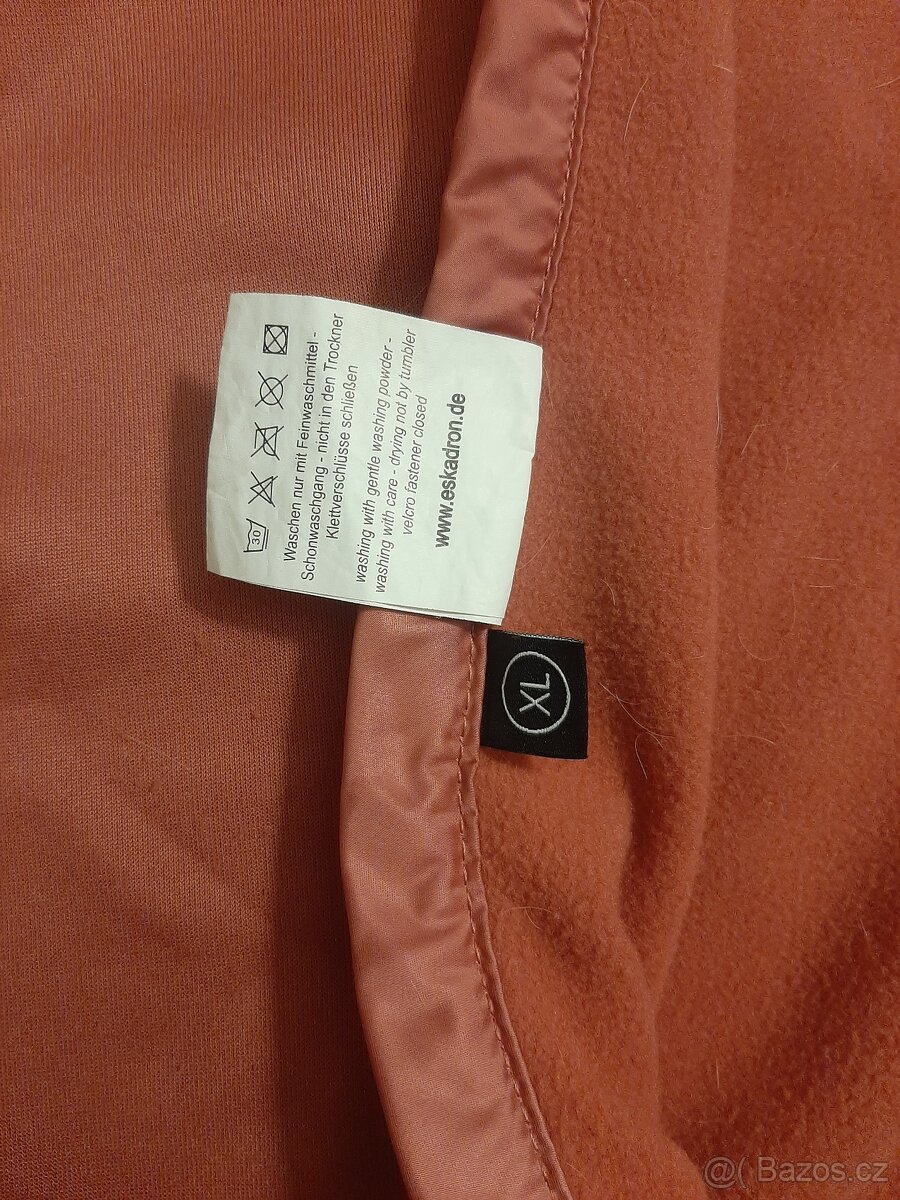 30
Waschen nur mit Feinwaschmittel -
Schonwaschgang - nicht in den Trockner
Klettverschlüsse schließen
washing with gentle washing powder -
washing with care - drying not by tumbler
velcro fastener closed
www.eskadron.de
XL
@( Bazos.cz